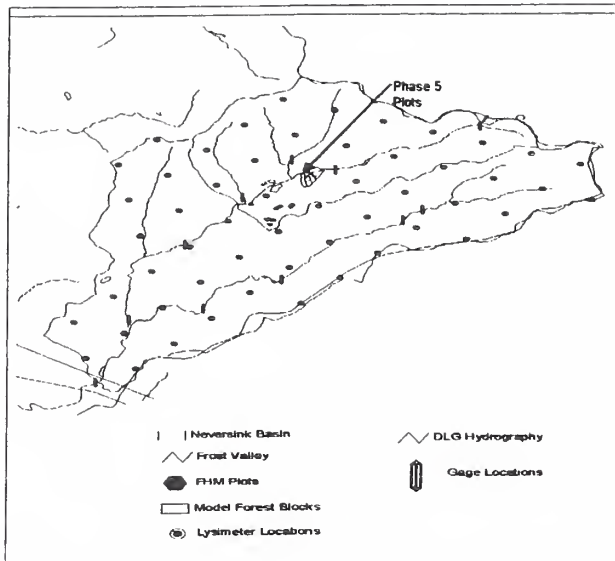 Phase 5
Plots
Neversink Basin
Frost Valley
FHM Plots
Model Forest Blocks
Lysimeter Locations
DLG Hydrography
Gage Locations